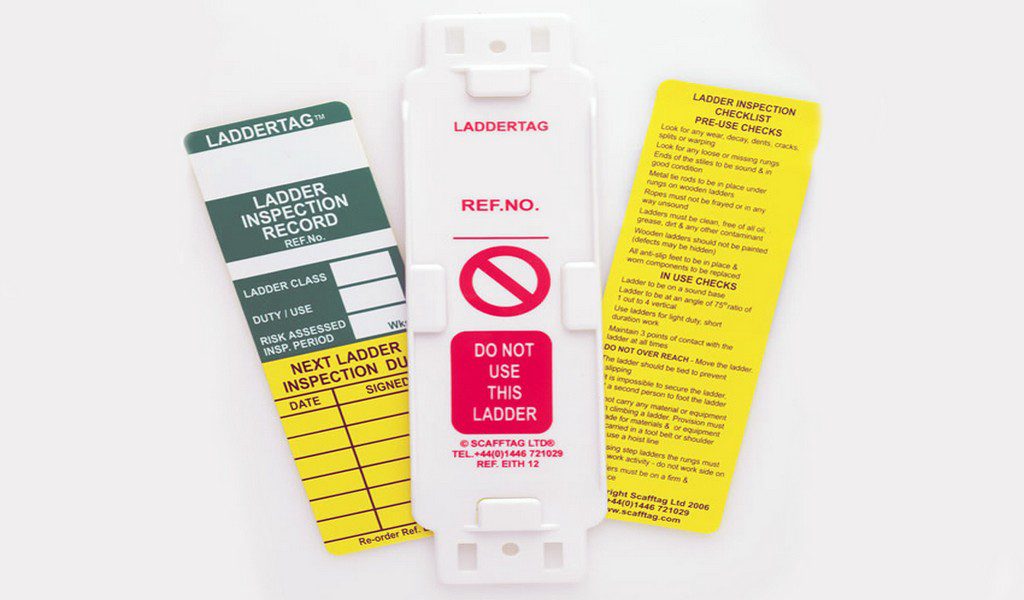 LADDERTAG™
LADDER
INSPECTION
RECORD
REF.No.
LADDER CLASS
DUTY / USE
RISK ASSESSED
INSP. PERIOD
Wks
NEXT LADDER
INSPECTION DU
DATE
SIGNED
Re-order Ref.
LADDERTAG
REF.NO.
DO NOT
USE
THIS
LADDER
© SCAFFTAG LTD®
TEL.+44(0)1446 721029
REF. EITH 12
LADDER INSPECTION
CHECKLIST
PRE-USE CHECKS
Look for any wear, decay, dents, cracks,
splits or warping
Look for any loose or missing rungs
Ends of the stiles to be sound & in
good condition
Metal tie rods to be in place under
rungs on wooden ladders
Ropes must not be frayed or in any
way unsound
Ladders must be clean, free of all oil,
grease, dirt & any other contaminant
Wooden ladders should not be painted
(defects may be hidden)
All anti-slip feet to be in place &
worn components to be replaced
IN USE CHECKS
Ladder to be on a sound base
Ladder to be at an angle of 75° ratio of
1 out to 4 vertical
Use ladders for light duty, short
duration work
Maintain 3 points of contact with the
ladder at all times
DO NOT OVER REACH - Move the ladder.
The ladder should be tied to prevent
slipping
it is impossible to secure the ladder,
a second person to foot the ladder
not carry any material or equipment
climbing a ladder. Provision must
ade for materials & or equipment
carried in a tool belt or shoulder
use a hoist line
sing step ladders the rungs must
work activity - do not work side on
ers must be on a firm &
ce
right Scafftag Ltd 2006
+44(0)1446 721029
ww.scafftag.com